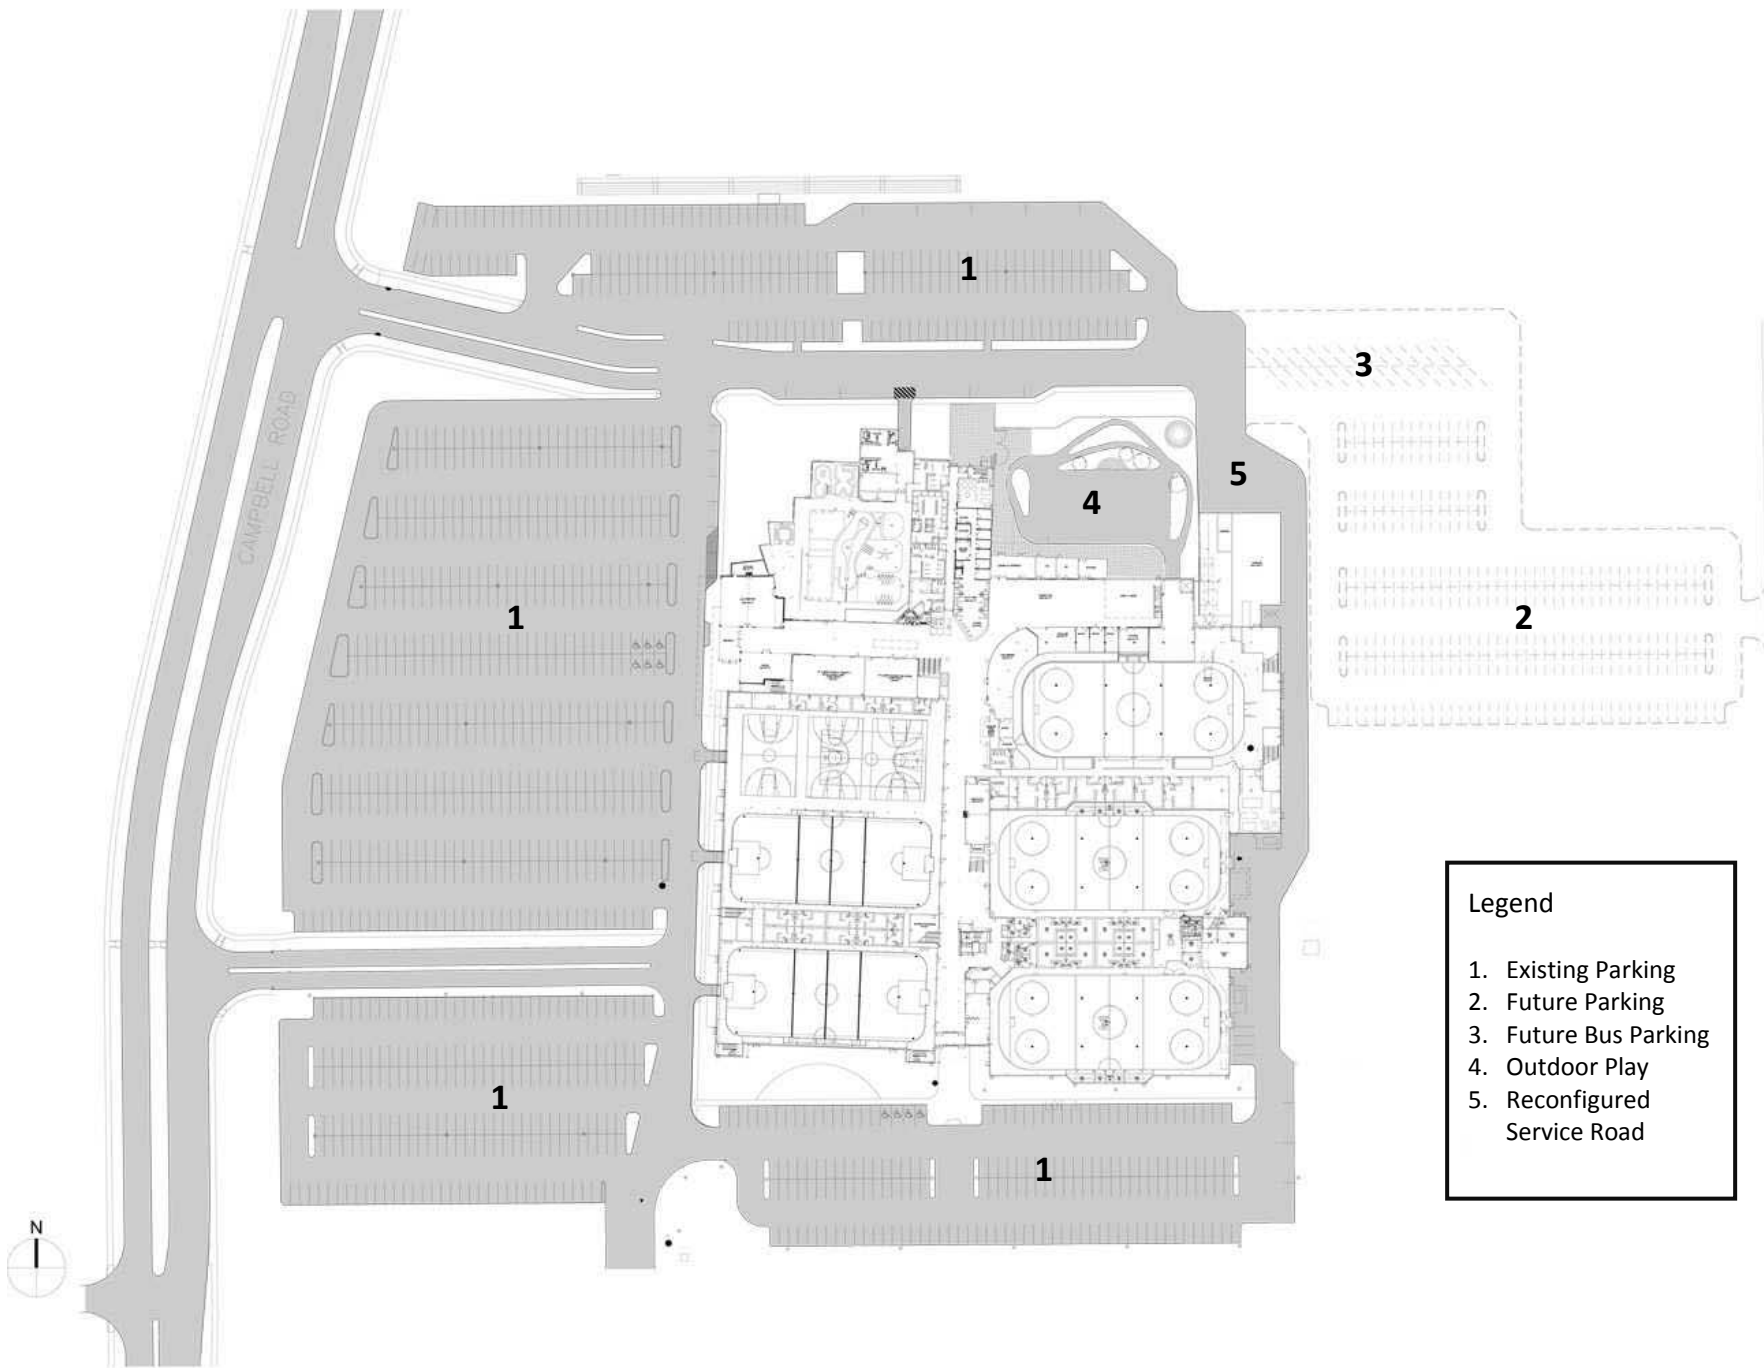 1
3
CAMPBELL ROAD
5
4
1
2
Legend
1. Existing Parking
2. Future Parking
3. Future Bus Parking
4. Outdoor Play
5. Reconfigured
Service Road
1
1
N